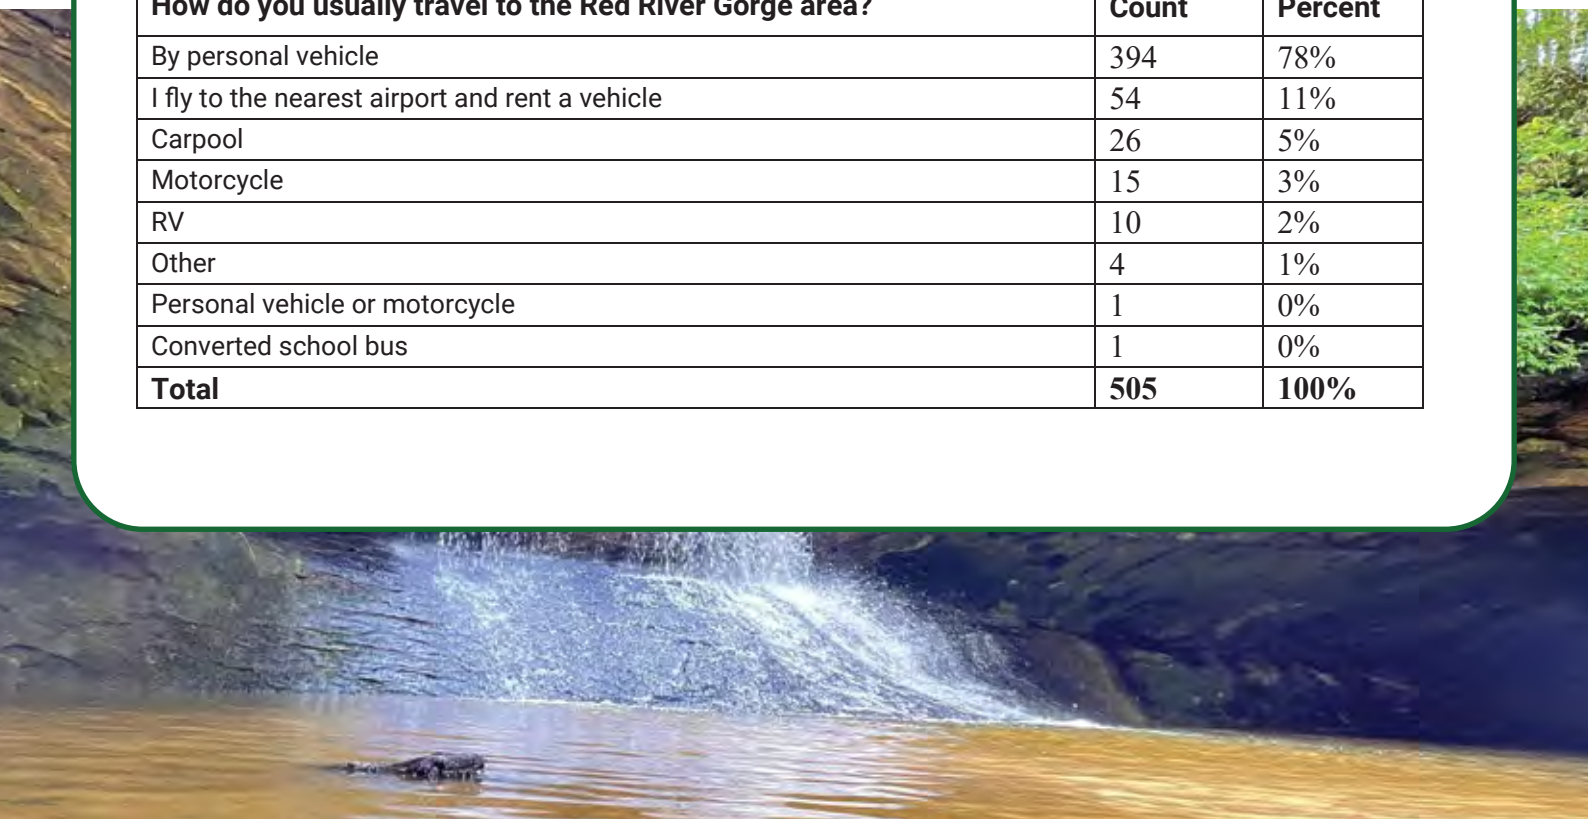 How do you usually travel to the Red River Gorge area? Count Percent
By personal vehicle 394 78%
I fly to the nearest airport and rent a vehicle 54 11%
Carpool 26 5%
Motorcycle 15 3%
RV 10 2%
Other 4 1%
Personal vehicle or motorcycle 1 0%
Converted school bus 1 0%
Total 505 100%